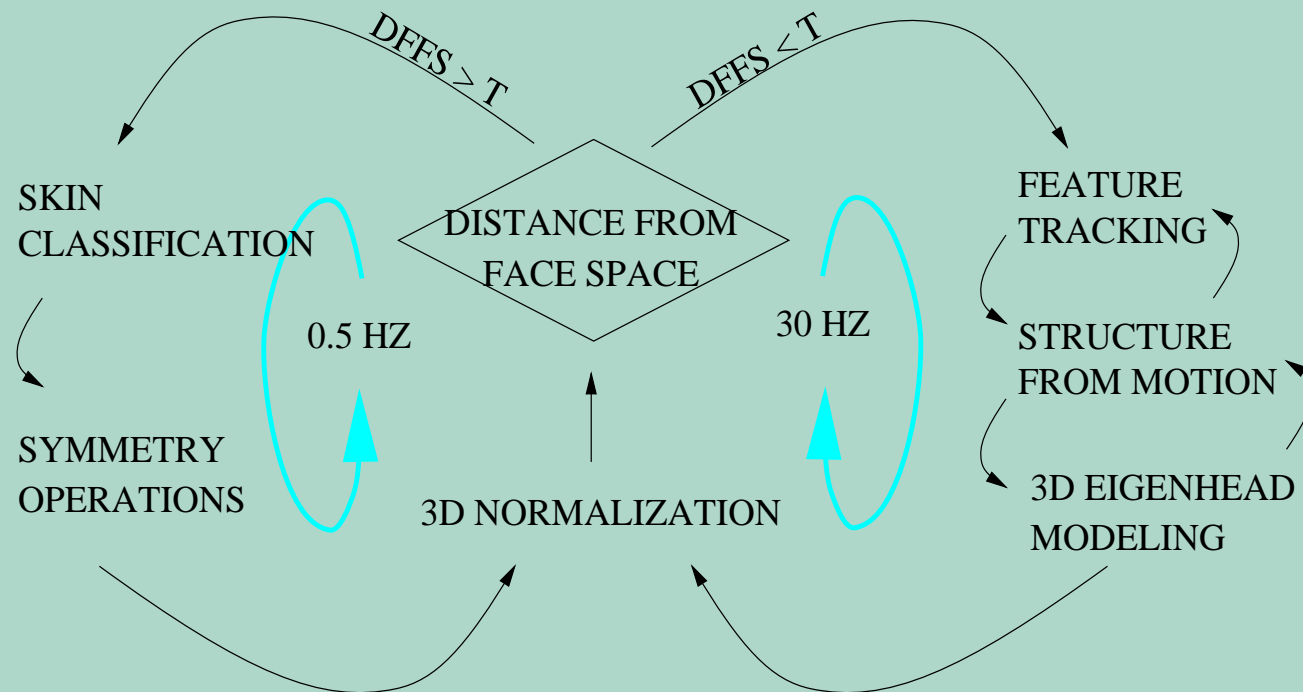 DFFS > T
DFFS < T
SKIN
CLASSIFICATION
DISTANCE FROM
FACE SPACE
FEATURE
TRACKING
0.5 HZ
30 HZ
STRUCTURE
FROM MOTION
SYMMETRY
OPERATIONS
3D NORMALIZATION
3D EIGENHEAD
MODELING